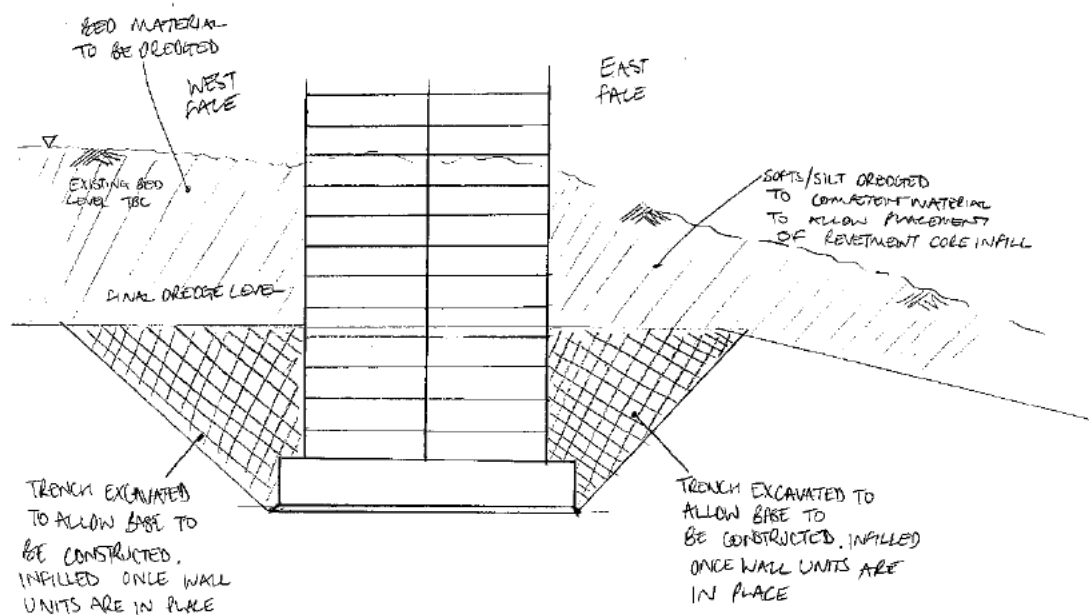 BED MATERIAL
TO BE DREDGED
WEST
FACE
EAST
FACE
EXISTING BED
LEVEL TBC
SOFTS/SILT DREDGED
TO COMPETENT MATERIAL
TO ALLOW PLACEMENT
OF REVETMENT CORE INFILL
FINAL DREDGE LEVEL
TRENCH EXCAVATED
TO ALLOW BASE TO
BE CONSTRUCTED.
INFILLED ONCE WALL
UNITS ARE IN PLACE
TRENCH EXCAVATED TO
ALLOW BASE TO
BE CONSTRUCTED. INFILLED
ONCE WALL UNITS ARE
IN PLACE